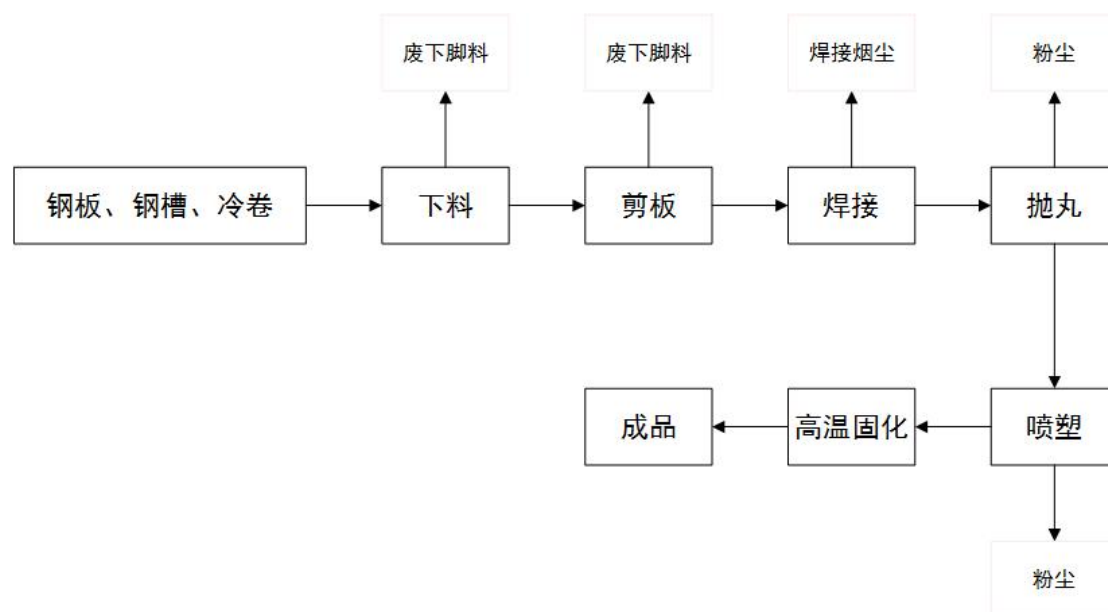 废下脚料
废下脚料
焊接烟尘
粉尘
钢板、钢槽、冷卷
下料
剪板
焊接
抛丸
成品
高温固化
喷塑
粉尘